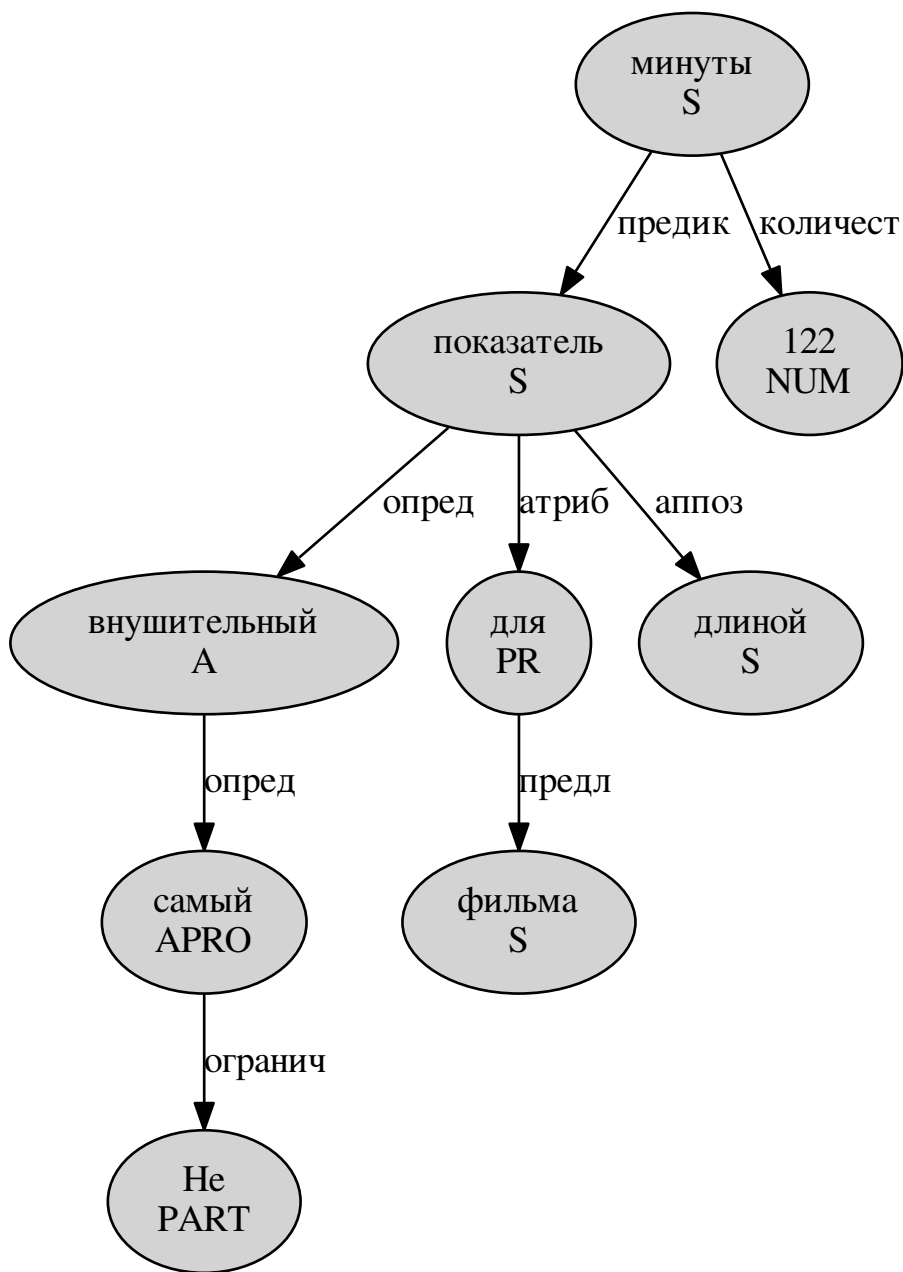 минуты
S
предик
количест
показатель
S
122
NUM
опред
атриб
аппоз
внушительный
A
для
PR
длиной
S
опред
предл
самый
APRO
фильма
S
огранич
Не
PART